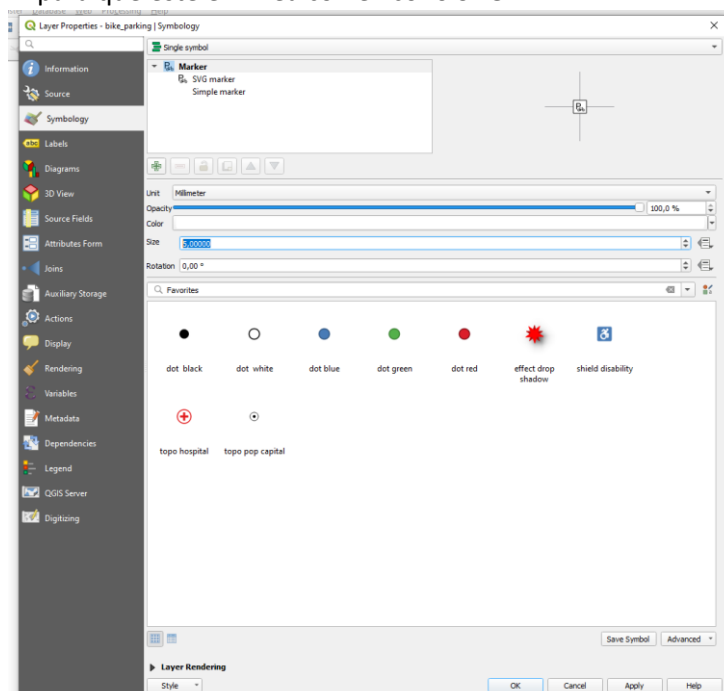 Layer Properties - bike_parking | Symbology
Information
Source
Symbology
abc Labels
Diagrams
3D View
Source Fields
Attributes Form
Joins
Auxiliary Storage
Actions
Display
Rendering
Variables
Metadata
Dependencies
Legend
QGIS Server
Digitizing
Single symbol
Marker
SVG marker
Simple marker
Unit Millimeter
Opacity 100,0 %
Color
Size 5,00000
Rotation 0,00 °
Favorites
dot black
dot white
dot blue
dot green
dot red
effect drop shadow
shield disability
topo hospital
topo pop capital
Save Symbol
Advanced
Layer Rendering
Style
OK
Cancel
Apply
Help